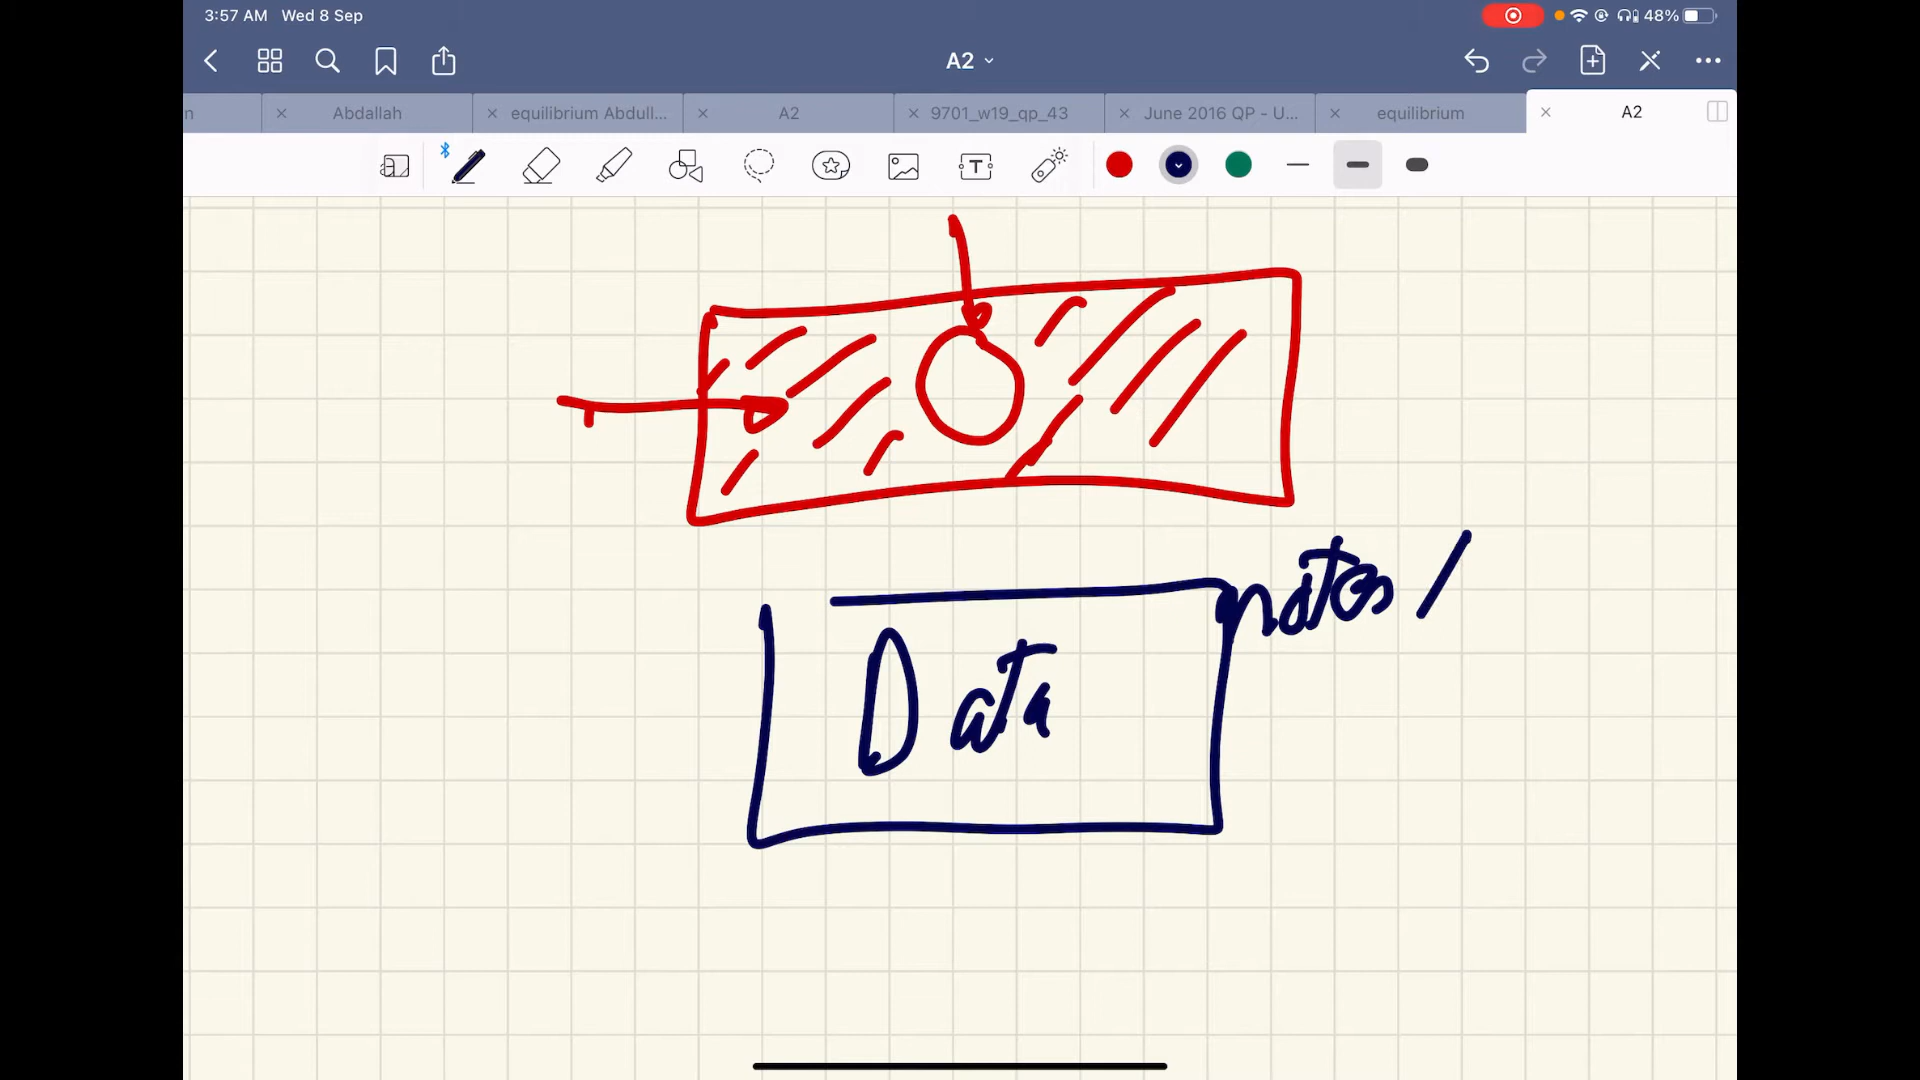 3:57 AM Wed 8 Sep 48%
A2
n Abdallah equilibrium Abdull... A2 9701_w19_qp_43 June 2016 QP - U... equilibrium A2
notes /
Data